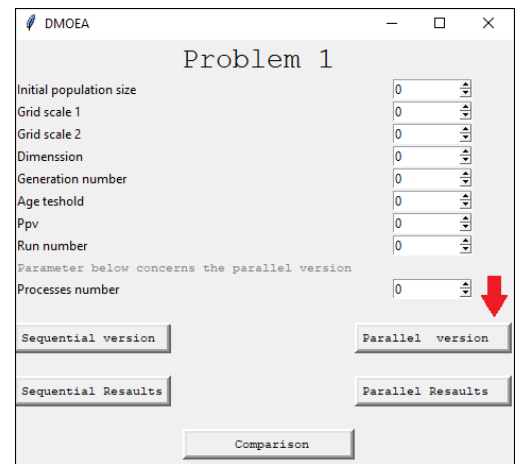 DMOEA
Problem 1
Initial population size 0
Grid scale 1 0
Grid scale 2 0
Dimenssion 0
Generation number 0
Age teshold 0
Ppv 0
Run number 0
Parameter below concerns the parallel version
Processes number 0
Sequential version Parallel version
Sequential Resaults Parallel Resaults
Comparison